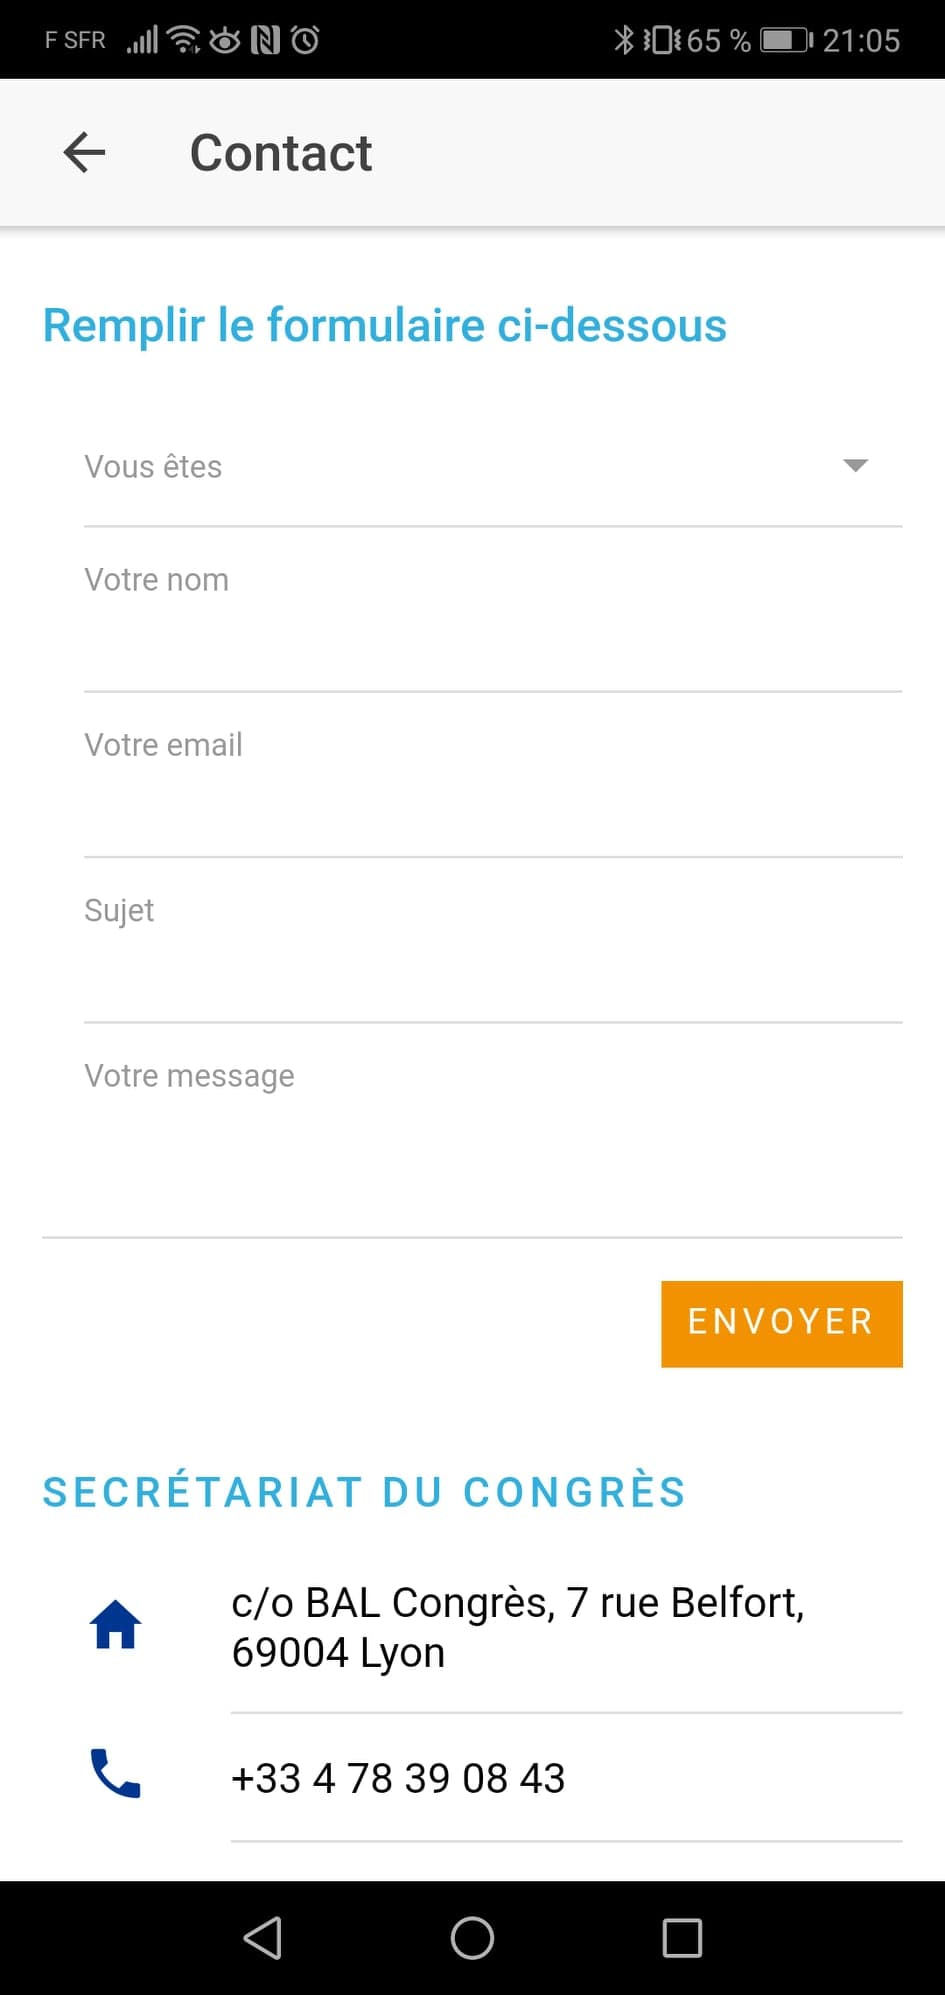 F SFR 65 % 21:05
Contact
Remplir le formulaire ci-dessous
Vous êtes
Votre nom
Votre email
Sujet
Votre message
ENVOYER
SECRÉTARIAT DU CONGRÈS
c/o BAL Congrès, 7 rue Belfort,
69004 Lyon
+33 4 78 39 08 43